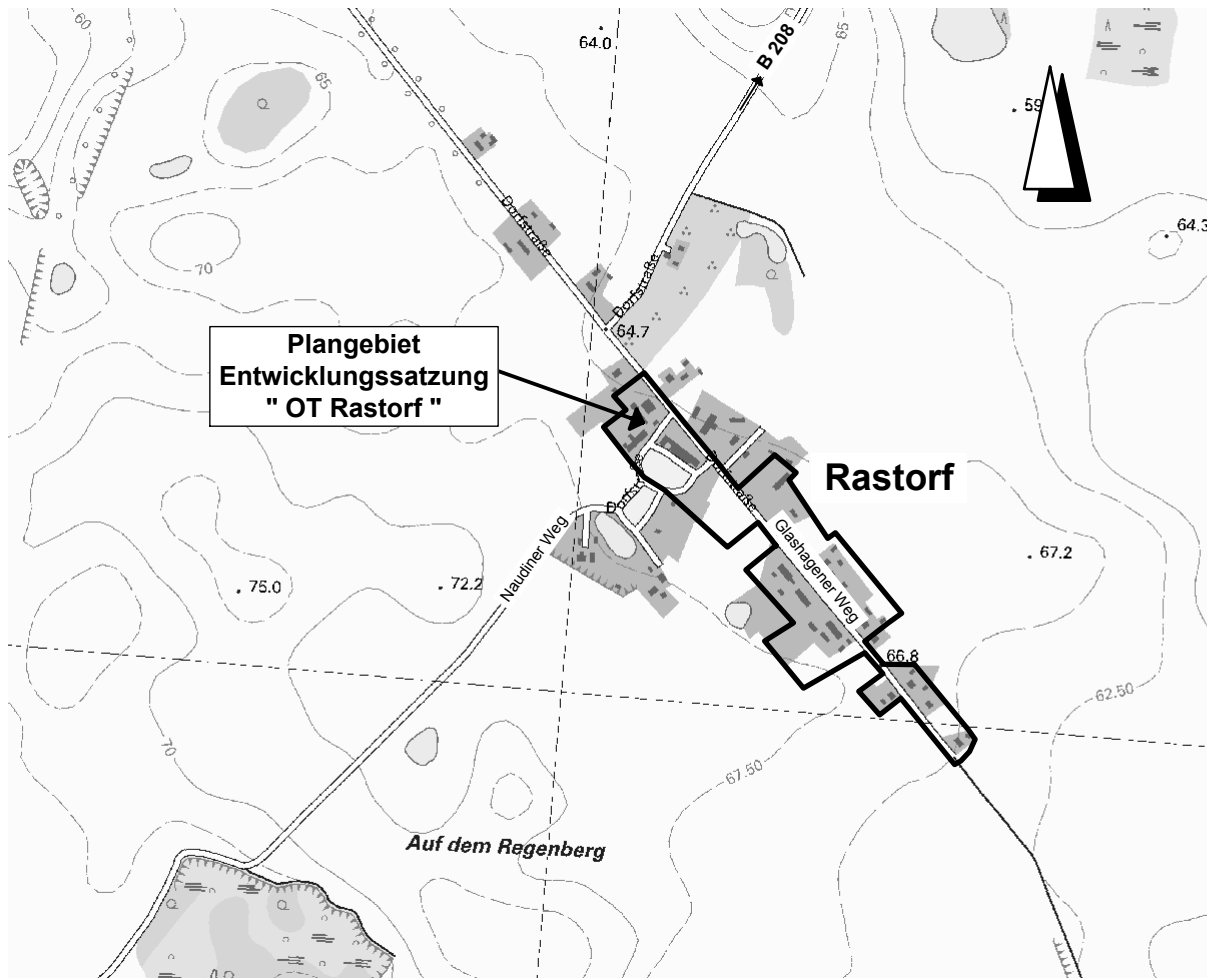 60
64.0
B 208
65
65
59
64.3
Dorfstraße
70
Dorfstraße
64.7
Plangebiet
Entwicklungssatzung
" OT Rastorf "
Rastorf
Naudiner Weg
Glashagener Weg
67.2
75.0
72.2
66.8
62.50
70
67.50
Auf dem Regenberg